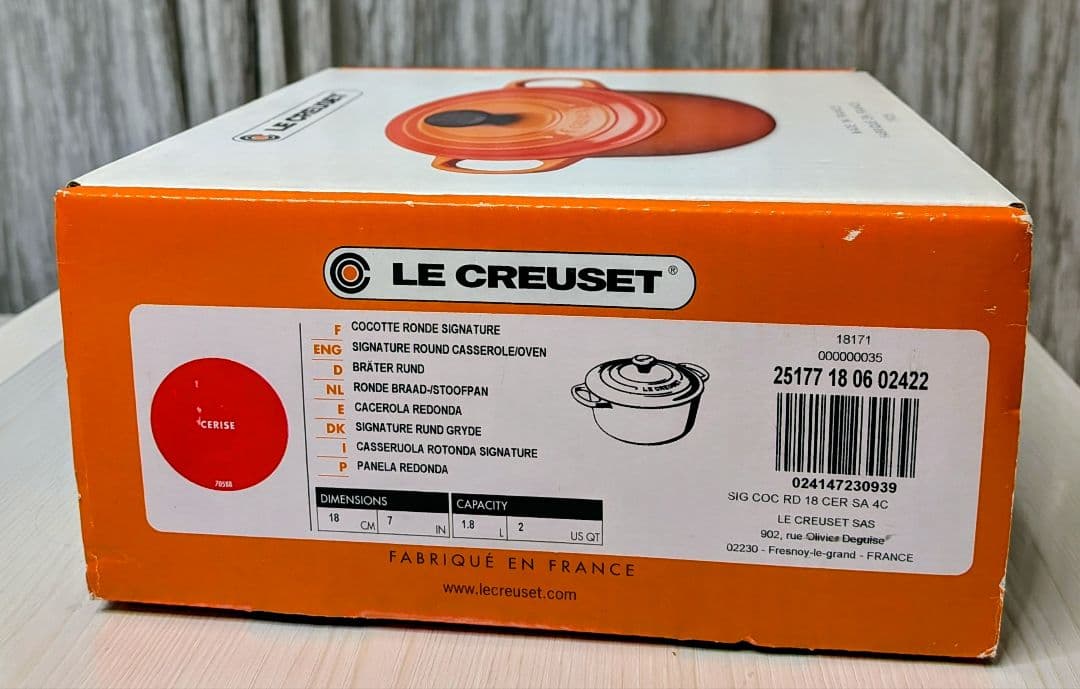 LE CREUSET
LE CREUSET®
CERISE
70588
F COCOTTE RONDE SIGNATURE
ENG SIGNATURE ROUND CASSEROLE/OVEN
D BRÄTER RUND
NL RONDE BRAAD-/STOOFPAN
E CACEROLA REDONDA
DK SIGNATURE RUND GRYDE
I CASSERUOLA ROTONDA SIGNATURE
P PANELA REDONDA
DIMENSIONS CAPACITY
18 CM 7 IN 1.8 L 2 US QT
LE CREUSET
18171
000000035
25177 18 06 02422
024147230939
SIG COC RD 18 CER SA 4C
LE CREUSET SAS
902, rue Olivier Deguise
02230 - Fresnoy-le-grand - FRANCE
FABRIQUÉ EN FRANCE
www.lecreuset.com